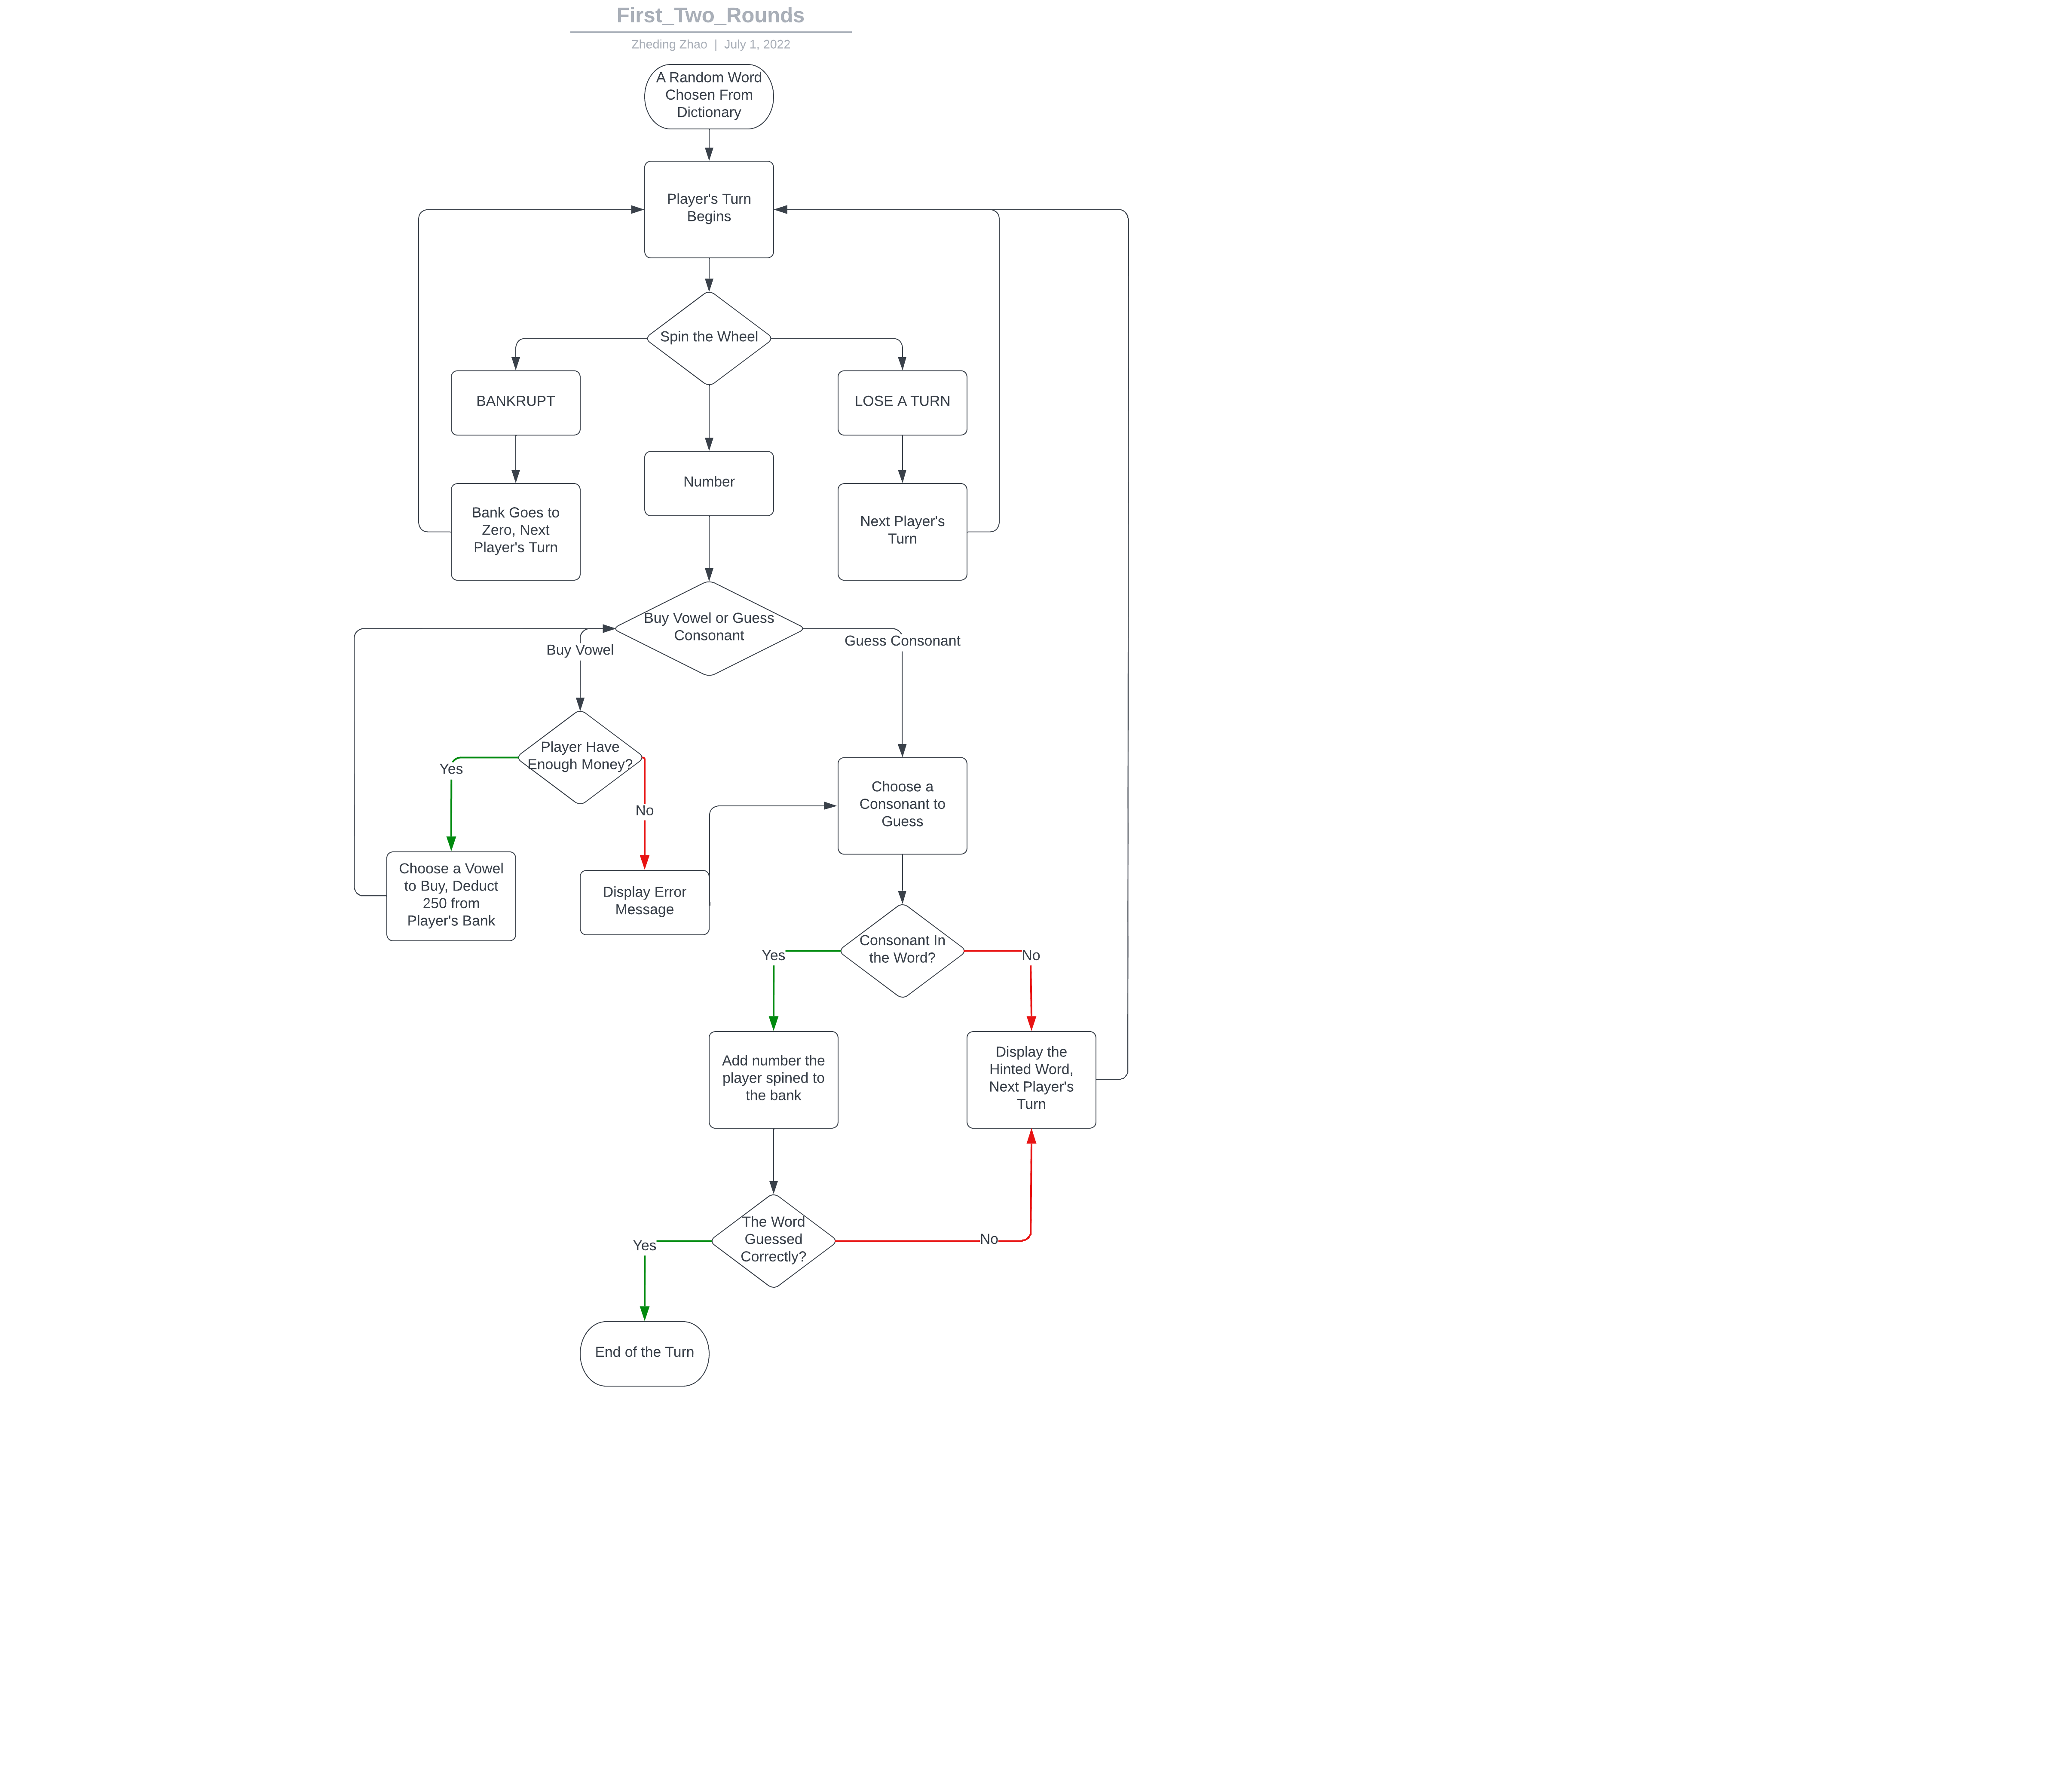 First_Two_Rounds
Zheding Zhao | July 1, 2022
A Random Word
Chosen From
Dictionary
Player's Turn
Begins
Spin the Wheel
BANKRUPT
LOSE A TURN
Number
Bank Goes to
Zero, Next
Player's Turn
Next Player's
Turn
Buy Vowel or Guess
Consonant
Buy Vowel
Guess Consonant
Player Have
Enough Money?
Yes
No
Choose a
Consonant to
Guess
Choose a Vowel
to Buy, Deduct
250 from
Player's Bank
Display Error
Message
Consonant In
the Word?
Yes
No
Add number the
player spined to
the bank
Display the
Hinted Word,
Next Player's
Turn
The Word
Guessed
Correctly?
Yes
No
End of the Turn